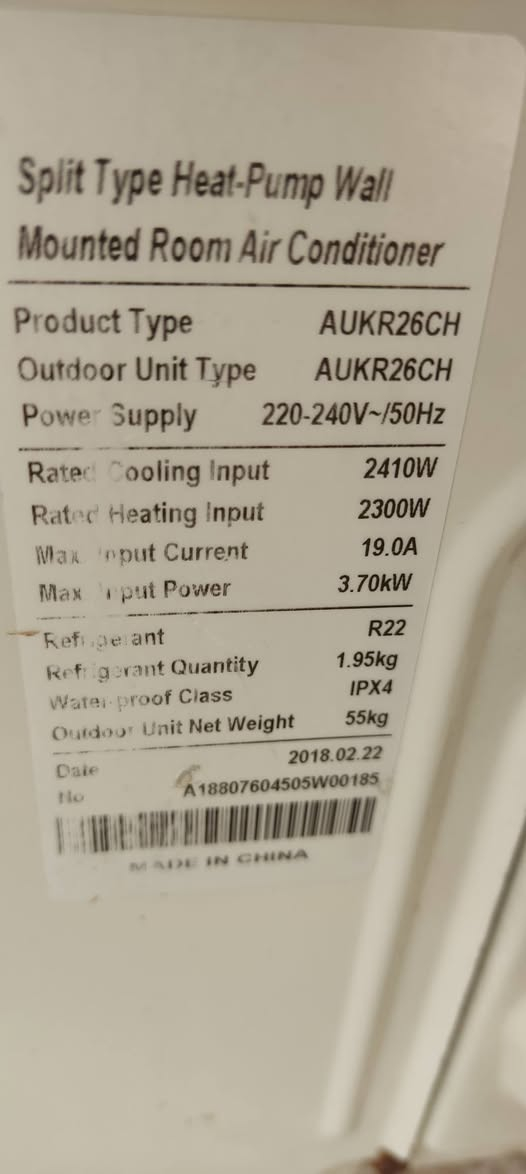 Split Type Heat-Pump Wall
Mounted Room Air Conditioner
Product Type AUKR26CH
Outdoor Unit Type AUKR26CH
Power Supply 220-240V~/50Hz
Rated Cooling Input 2410W
Rated Heating Input 2300W
Max. Input Current 19.0A
Max. Input Power 3.70kW
Refrigerant R22
Refrigerant Quantity 1.95kg
Water-proof Class IPX4
Outdoor Unit Net Weight 55kg
Date 2018.02.22
No A18807604505W00185
MADE IN CHINA